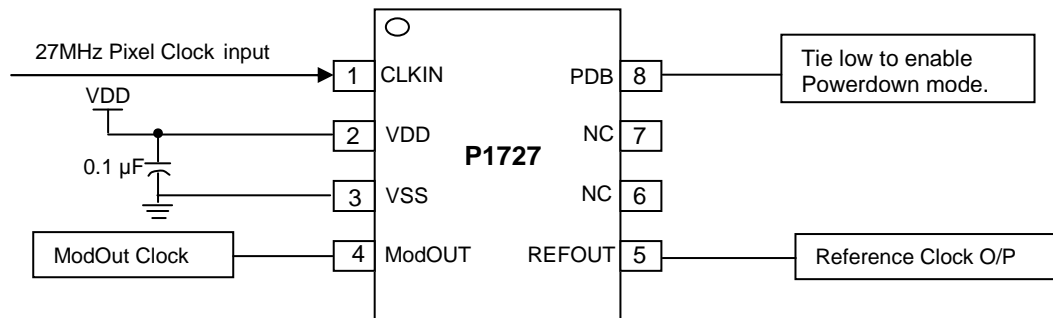 27MHz Pixel Clock input
VDD
0.1 µF
ModOut Clock
1 CLKIN
2 VDD
3 VSS
4 ModOUT
P1727
PDB 8
NC 7
NC 6
REFOUT 5
Tie low to enable
Powerdown mode.
Reference Clock O/P